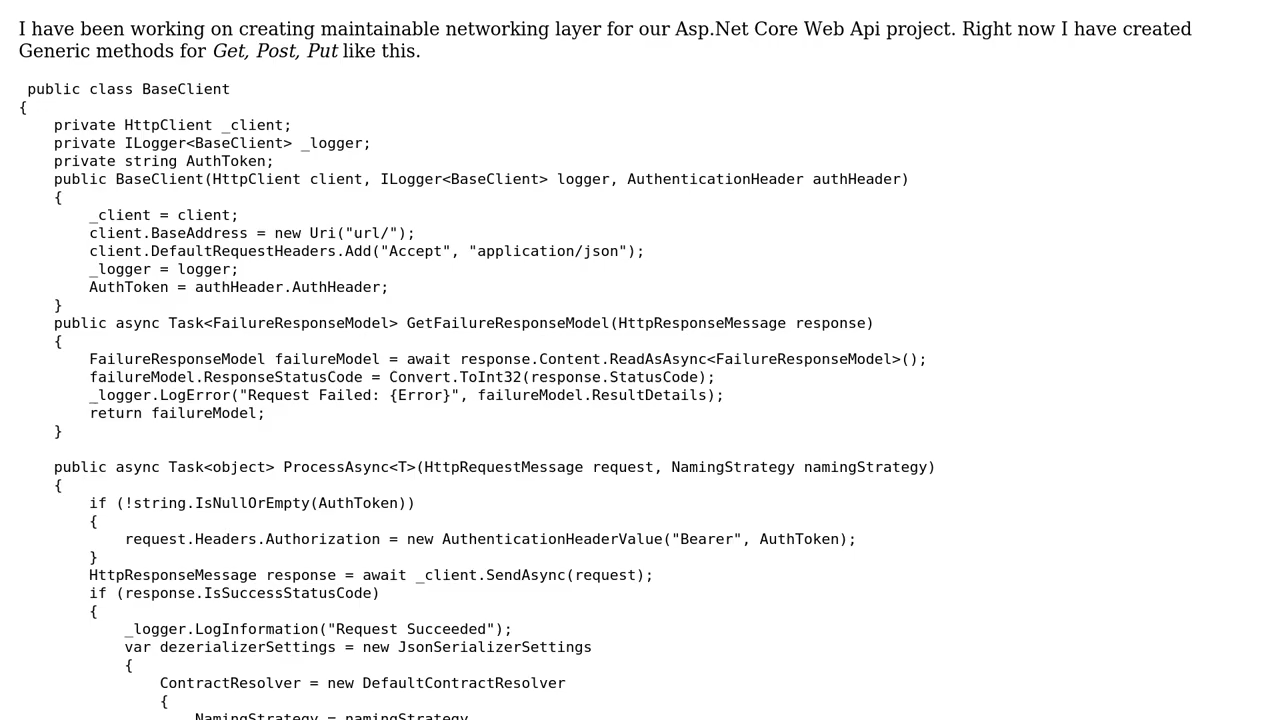 I have been working on creating maintainable networking layer for our Asp.Net Core Web Api project. Right now I have created
Generic methods for Get, Post, Put like this.
public class BaseClient
{
    private HttpClient _client;
    private ILogger<BaseClient> _logger;
    private string AuthToken;
    public BaseClient(HttpClient client, ILogger<BaseClient> logger, AuthenticationHeader authHeader)
    {
        _client = client;
        client.BaseAddress = new Uri("url/");
        client.DefaultRequestHeaders.Add("Accept", "application/json");
        _logger = logger;
        AuthToken = authHeader.AuthHeader;
    }
    public async Task<FailureResponseModel> GetFailureResponseModel(HttpResponseMessage response)
    {
        FailureResponseModel failureModel = await response.Content.ReadAsAsync<FailureResponseModel>();
        failureModel.ResponseStatusCode = Convert.ToInt32(response.StatusCode);
        _logger.LogError("Request Failed: {Error}", failureModel.ResultDetails);
        return failureModel;
    }
    public async Task<object> ProcessAsync<T>(HttpRequestMessage request, NamingStrategy namingStrategy)
    {
        if (!string.IsNullOrEmpty(AuthToken))
        {
            request.Headers.Authorization = new AuthenticationHeaderValue("Bearer", AuthToken);
        }
        HttpResponseMessage response = await _client.SendAsync(request);
        if (response.IsSuccessStatusCode)
        {
            _logger.LogInformation("Request Succeeded");
            var dezerializerSettings = new JsonSerializerSettings
            {
                ContractResolver = new DefaultContractResolver
                {
                    NamingStrategy = namingStrategy